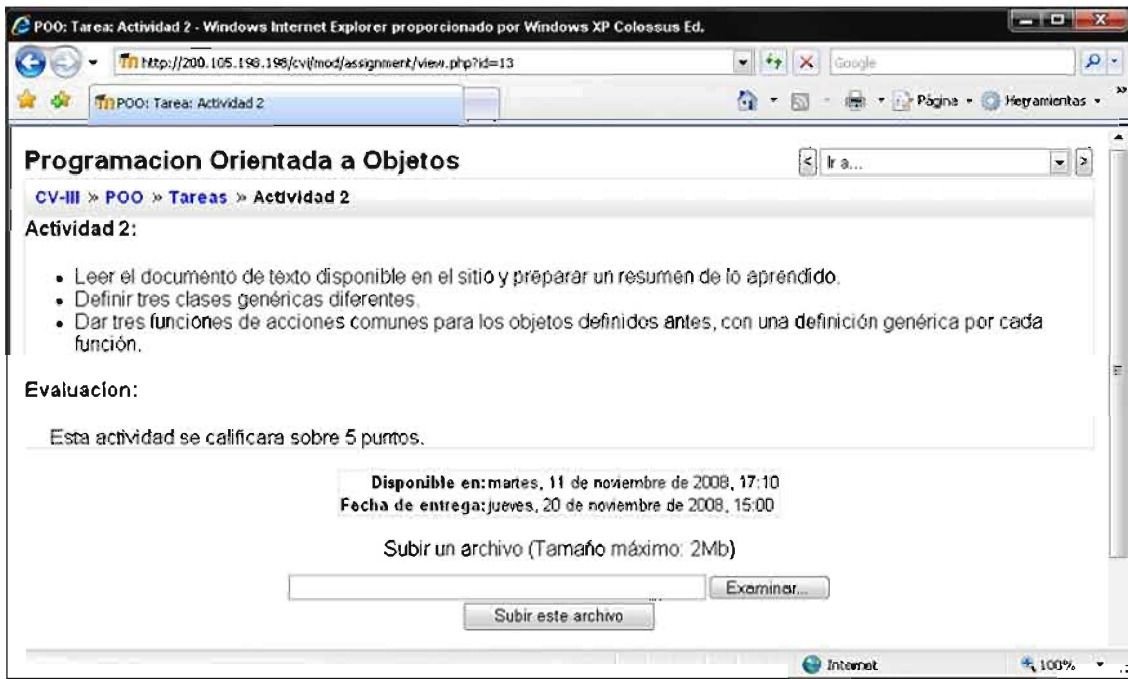 POO: Tarea: Actividad 2 - Windows Internet Explorer proporcionado por Windows XP Colossus Ed.
http://200.105.198.198/cvi/mod/assignment/view.php?id=13
Google
POO: Tarea: Actividad 2
Página
Herramientas
Programacion Orientada a Objetos
Ir a...
CV-III » POO » Tareas » Actividad 2
Actividad 2:
• Leer el documento de texto disponible en el sitio y preparar un resumen de lo aprendido.
• Definir tres clases genéricas diferentes.
• Dar tres funciones de acciones comunes para los objetos definidos antes, con una definición genérica por cada
función.
Evaluacion:
Esta actividad se calificara sobre 5 puntos.
Disponible en: martes, 11 de noviembre de 2008, 17:10
Fecha de entrega: jueves, 20 de noviembre de 2008, 15:00
Subir un archivo (Tamaño máximo: 2Mb)
Examinar...
Subir este archivo
Internet
100%